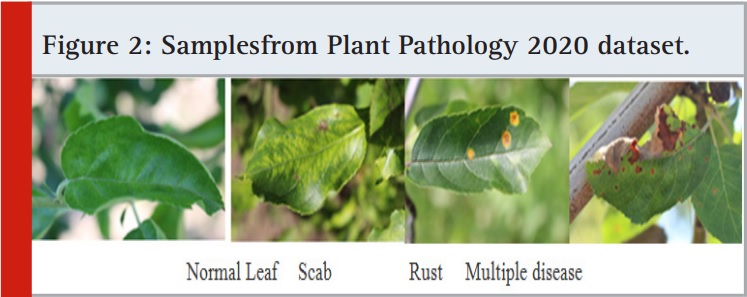 Figure 2: Samplesfrom Plant Pathology 2020 dataset.
Normal Leaf Scab Rust Multiple disease